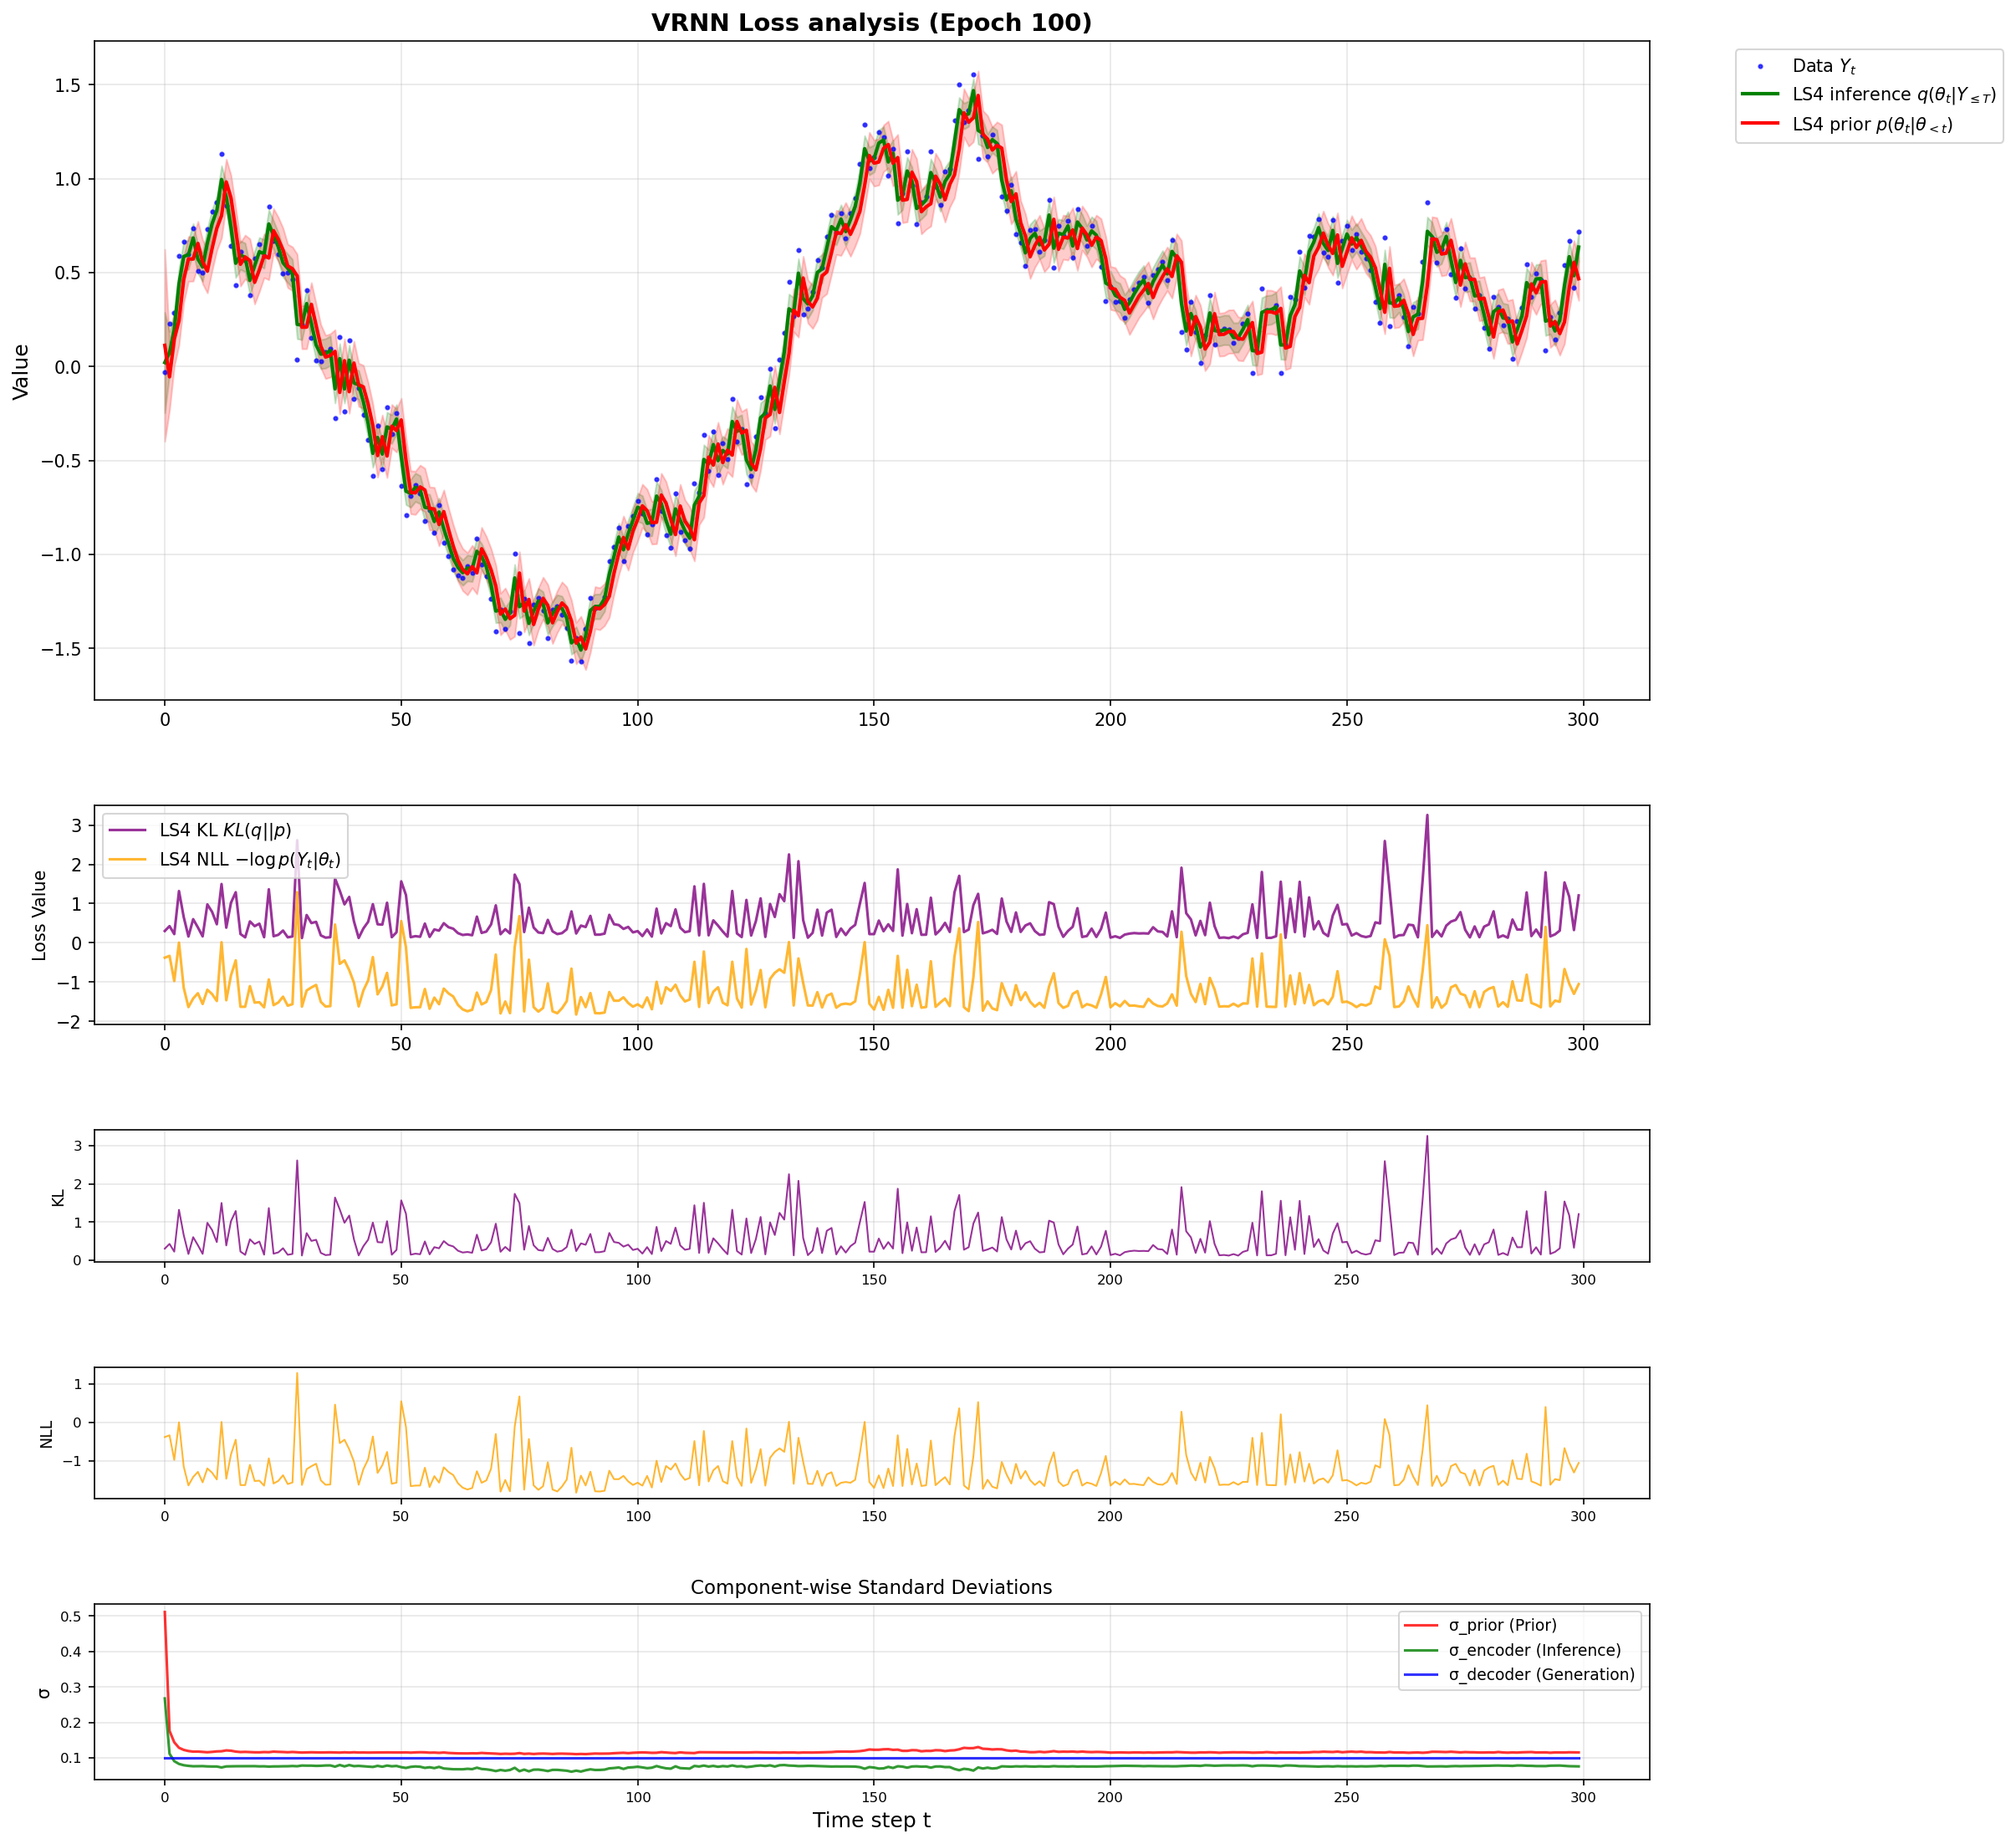 VRNN Loss analysis (Epoch 100)
Value
1.5
1.0
0.5
0.0
−0.5
−1.0
−1.5
0 50 100 150 200 250 300
Data Y_t
LS4 inference q(θ_t|Y_{≤T})
LS4 prior p(θ_t|θ_{<t})
Loss Value
3
2
1
0
−1
−2
LS4 KL KL(q||p)
LS4 NLL −log p(Y_t|θ_t)
0 50 100 150 200 250 300
KL
3
2
1
0
0 50 100 150 200 250 300
NLL
1
0
−1
0 50 100 150 200 250 300
Component-wise Standard Deviations
σ
0.5
0.4
0.3
0.2
0.1
σ_prior (Prior)
σ_encoder (Inference)
σ_decoder (Generation)
0 50 100 150 200 250 300
Time step t